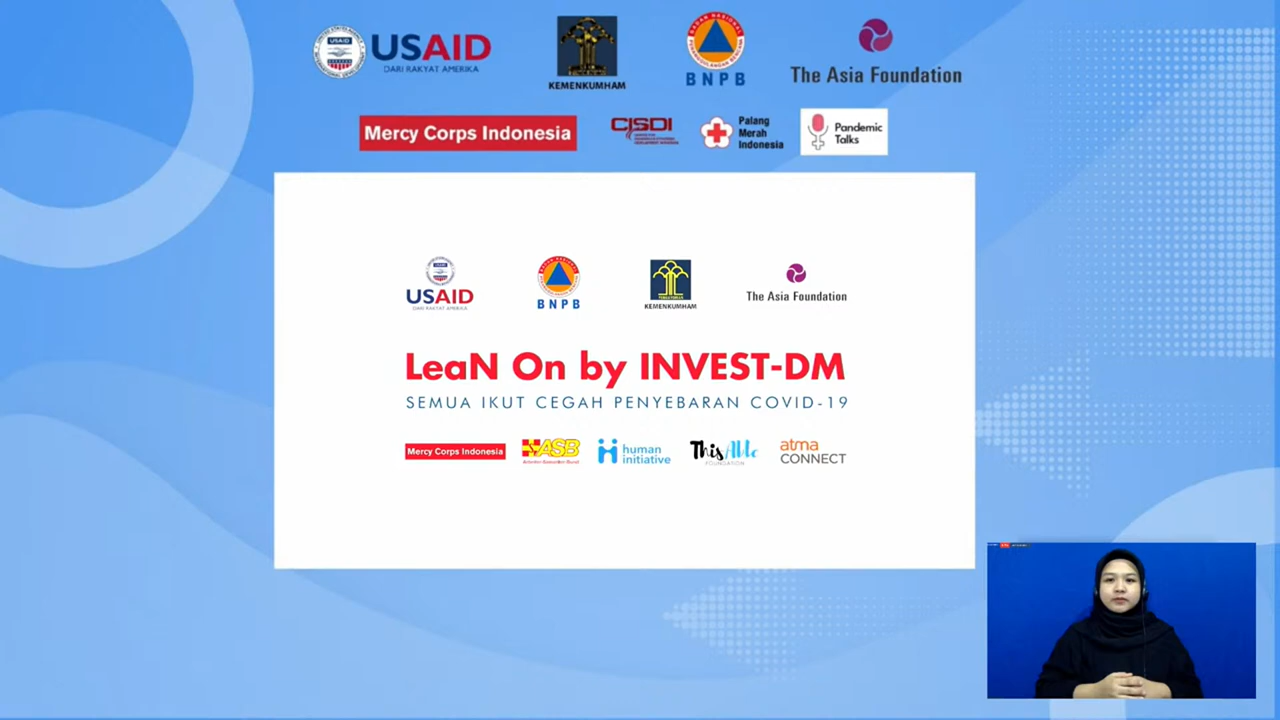 USAID
DARI RAKYAT AMERIKA
KEMENKUMHAM
BNPB
The Asia Foundation
Mercy Corps Indonesia
CISDI
Palang
Merah
Indonesia
Pandemic
Talks
USAID
DARI RAKYAT AMERIKA
BNPB
KEMENKUMHAM
The Asia Foundation
LeaN On by INVEST-DM
SEMUA IKUT CEGAH PENYEBARAN COVID-19
Mercy Corps Indonesia
ASB
human
initiative
ThisAble
FOUNDATION
atma
CONNECT